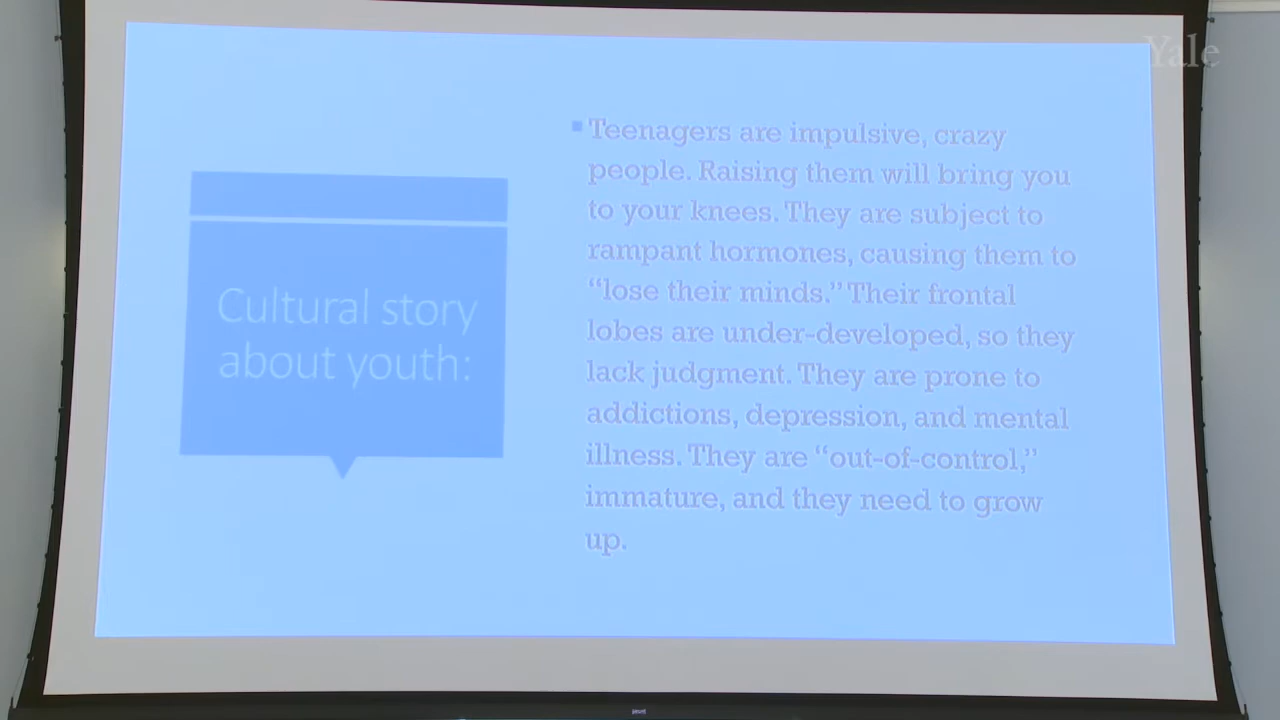 Yale
Cultural story
about youth:
Teenagers are impulsive, crazy
people. Raising them will bring you
to your knees. They are subject to
rampant hormones, causing them to
“lose their minds.” Their frontal
lobes are under-developed, so they
lack judgment. They are prone to
addictions, depression, and mental
illness. They are “out-of-control,”
immature, and they need to grow
up.